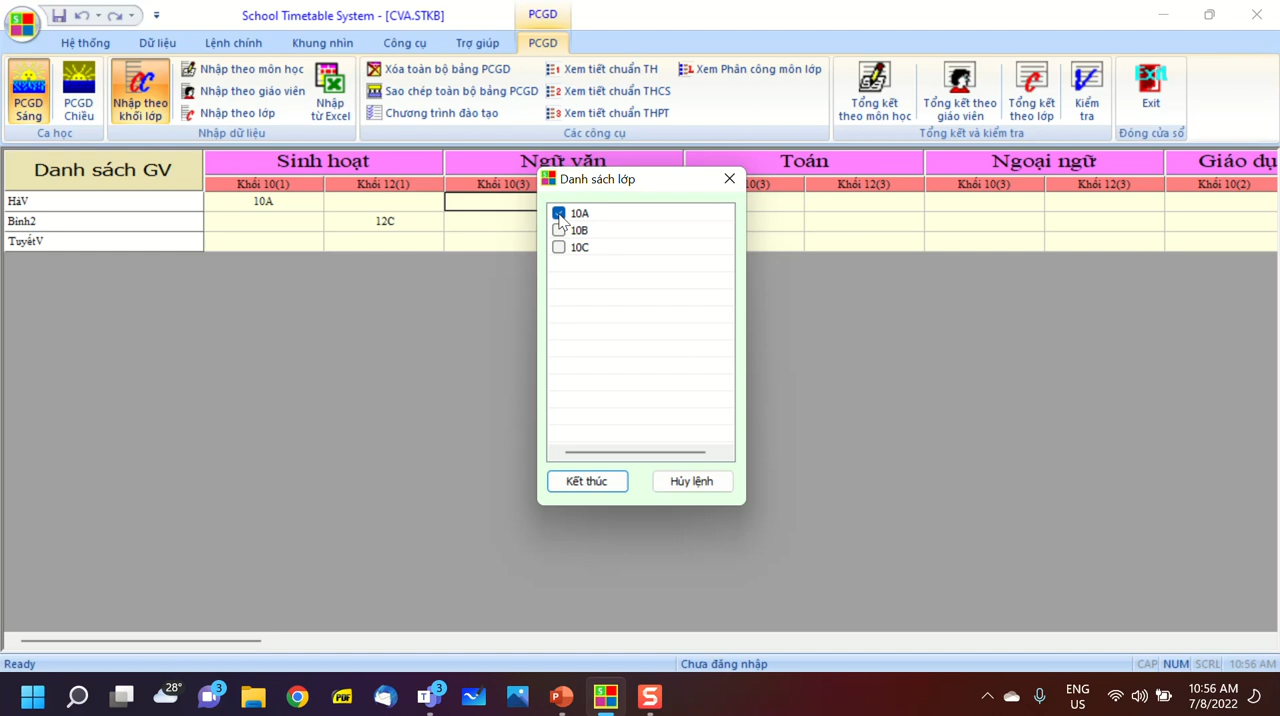 School Timetable System - [CVA.STKB]
PCGD
Hệ thống
Dữ liệu
Lệnh chính
Khung nhìn
Công cụ
Trợ giúp
PCGD
PCGD Sáng
PCGD Chiều
Ca học
Nhập theo khối lớp
Nhập theo môn học
Nhập theo giáo viên
Nhập theo lớp
Nhập từ Excel
Nhập dữ liệu
Xóa toàn bộ bảng PCGD
Sao chép toàn bộ bảng PCGD
Chương trình đào tạo
Xem tiết chuẩn TH
Xem tiết chuẩn THCS
Xem tiết chuẩn THPT
Xem Phân công môn lớp
Các công cụ
Tổng kết theo môn học
Tổng kết theo giáo viên
Tổng kết theo lớp
Kiểm tra
Tổng kết và kiểm tra
Exit
Đóng cửa sổ
Danh sách GV
Sinh hoạt
Ngữ văn
Toán
Ngoại ngữ
Giáo dụ
Khối 10(1)
Khối 12(1)
Khối 10(3)
10(3)
Khối 12(3)
Khối 10(3)
Khối 12(3)
Khối 10(2)
HàV
10A
Bình2
12C
TuyếtV
Danh sách lớp
10A
10B
10C
Kết thúc
Hủy lệnh
Ready
Chưa đăng nhập
CAP NUM SCRL 10:56 AM
28°
3
PDF
3
ENG
US
10:56 AM
7/8/2022